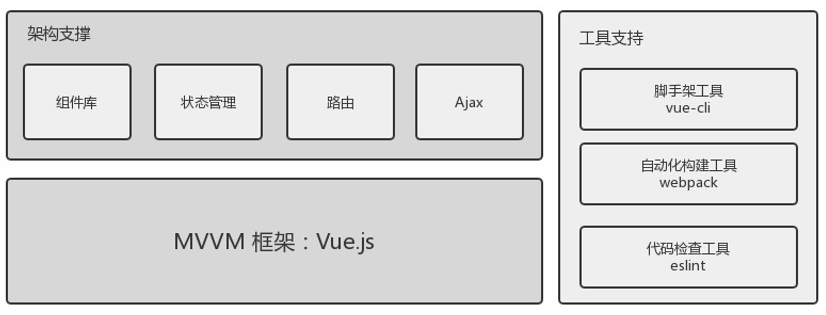 架构支撑
组件库
状态管理
路由
Ajax
MVVM 框架：Vue.js
工具支持
脚手架工具
vue-cli
自动化构建工具
webpack
代码检查工具
eslint